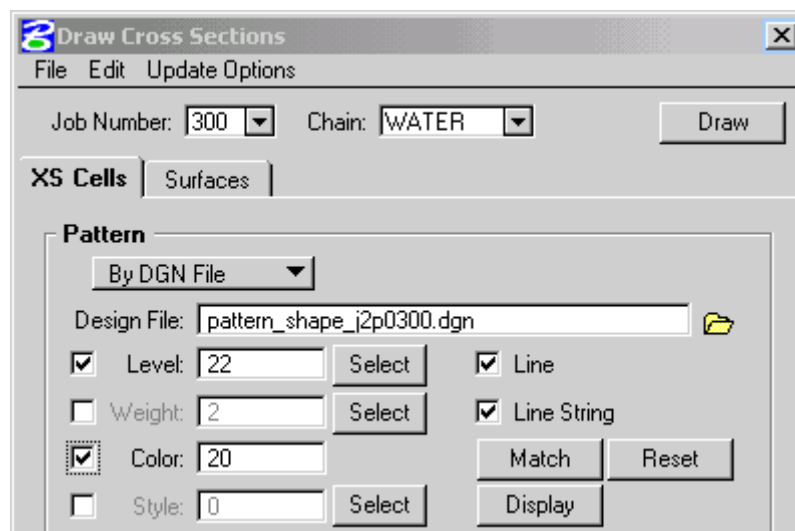 Draw Cross Sections
File Edit Update Options
Job Number: 300 Chain: WATER Draw
XS Cells Surfaces
Pattern
By DGN File
Design File: pattern_shape_j2p0300.dgn
Level: 22 Select Line
Weight: 2 Select Line String
Color: 20 Match Reset
Style: 0 Select Display